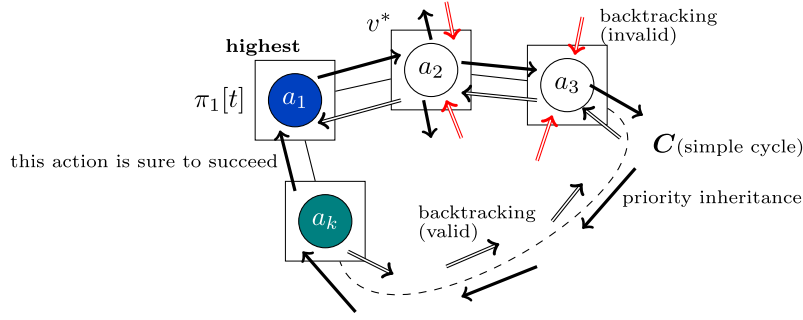 v*
backtracking
(invalid)
highest
a₂
a₃
π₁[t]
a₁
C(simple cycle)
this action is sure to succeed
priority inheritance
aₖ
backtracking
(valid)